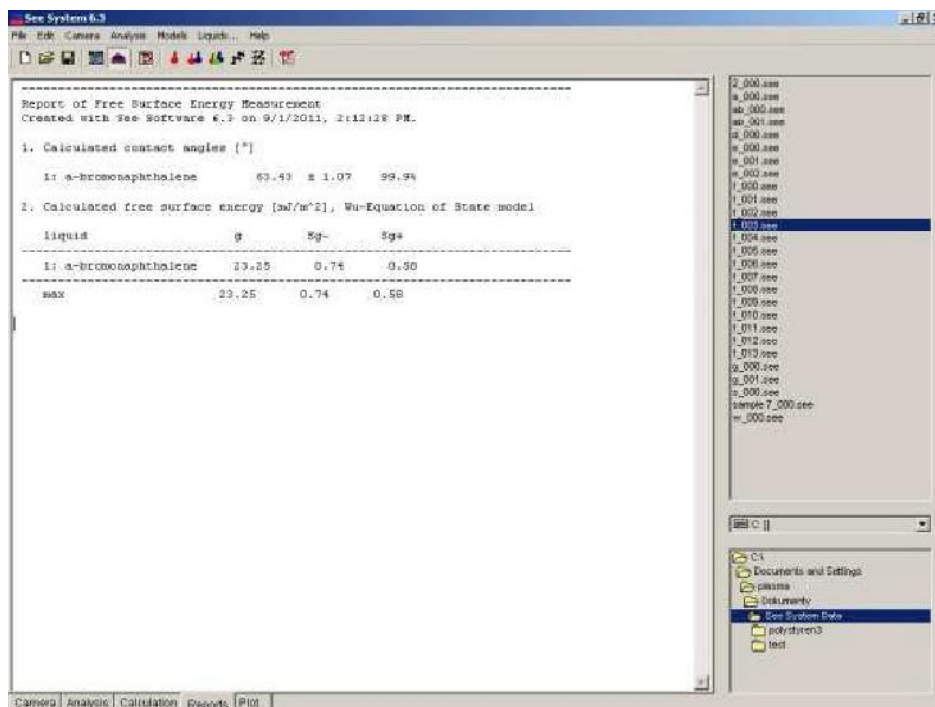 See System 6.3
File Edit Camera Analysis Models Liquids... Help
Report of Free Surface Energy Measurement
Created with See Software 6.3 on 9/1/2011, 2:12:28 PM.
1. Calculated contact angles [°]
1: a-bromonaphthalene 63.43 ± 1.07 99.94
2. Calculated free surface energy [mJ/m^2], Wu-Equation of State model
liquid g Sg- Sg+
1: a-bromonaphthalene 23.25 0.74 0.58
max 23.25 0.74 0.58
2_000.see
a_000.see
ab_000.see
ab_001.see
d_000.see
e_000.see
e_001.see
e_002.see
f_000.see
f_001.see
f_002.see
f_003.see
f_004.see
f_005.see
f_006.see
f_007.see
f_008.see
f_009.see
f_010.see
f_011.see
f_012.see
f_013.see
g_000.see
g_001.see
s_000.see
sample 7_000.see
w_000.see
C: []
C:\
Documents and Settings
plasma
Dokumenty
See System Data
polystyren3
test
Camera Analysis Calculation Reports Plot